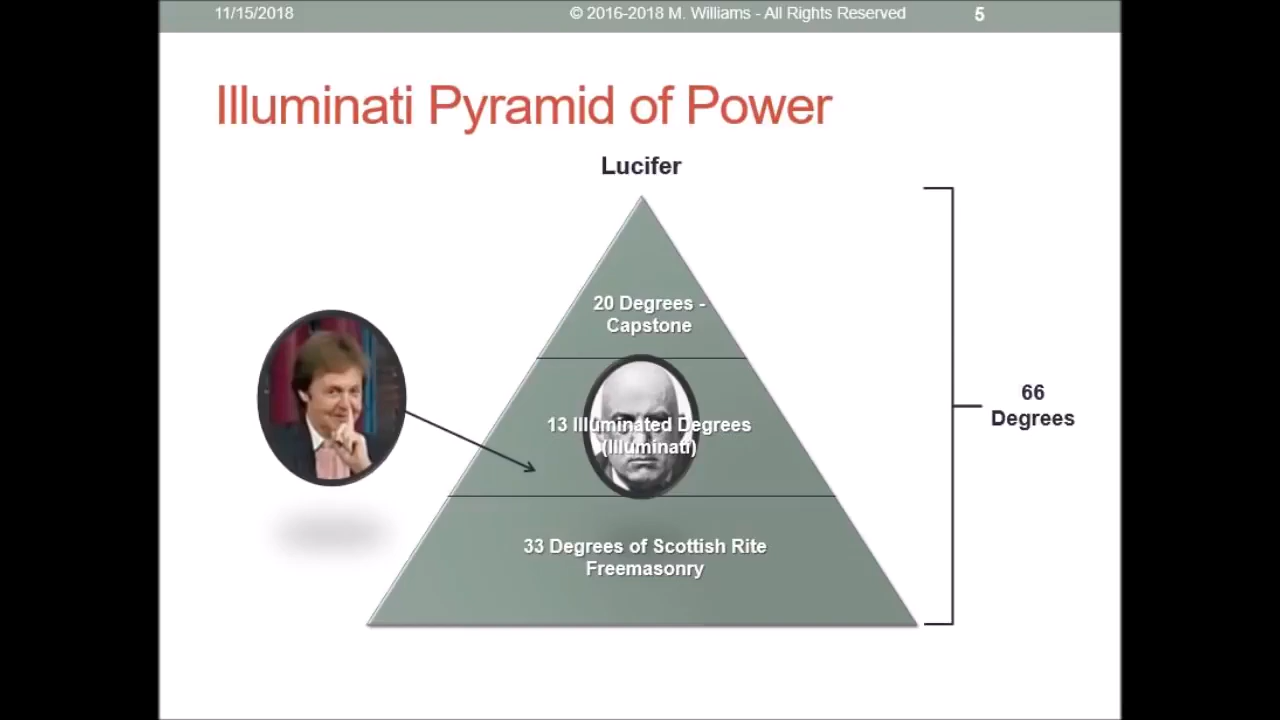 11/15/2018
© 2016-2018 M. Williams - All Rights Reserved
5
Illuminati Pyramid of Power
Lucifer
20 Degrees -
Capstone
13 Illuminated Degrees
(Illuminati)
66
Degrees
33 Degrees of Scottish Rite
Freemasonry